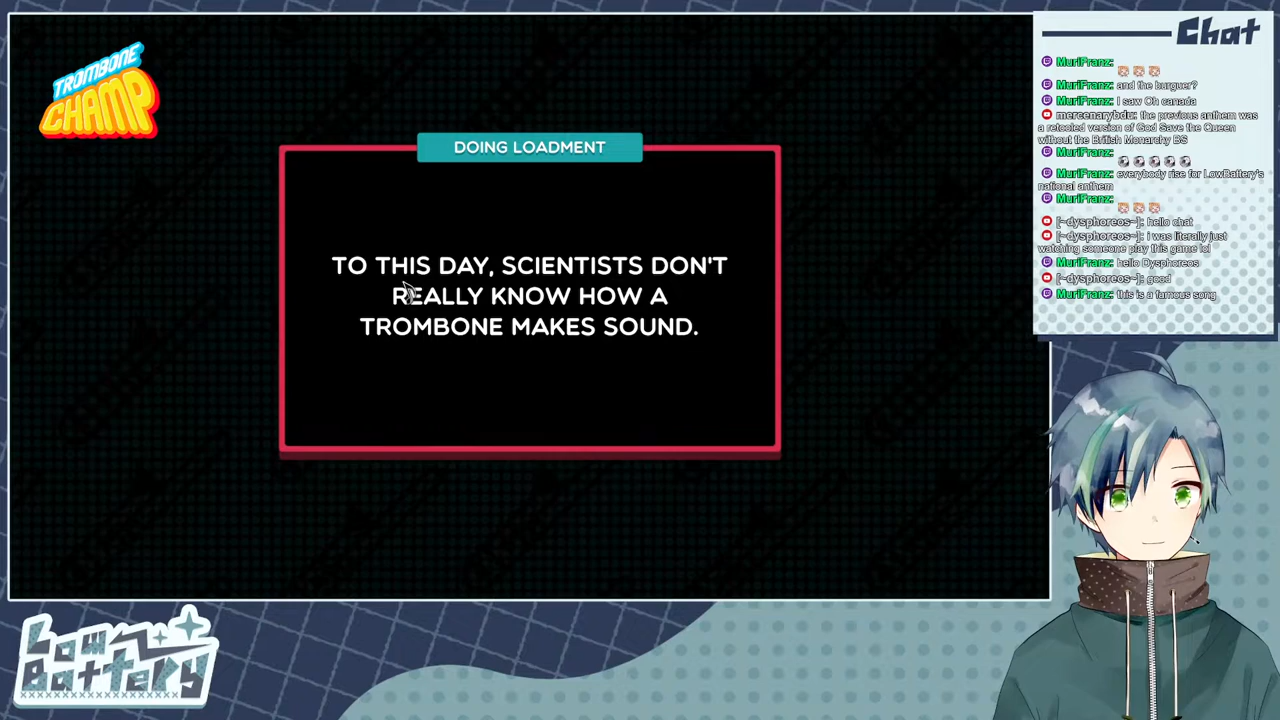 TROMBONE
CHAMP
DOING LOADMENT
TO THIS DAY, SCIENTISTS DON'T
REALLY KNOW HOW A
TROMBONE MAKES SOUND.
Chat
MuriFranz:
MuriFranz: and the burguer?
MuriFranz: I saw Oh canada
mercenarybdu: the previous anthem was
a retooled version of God Save the Queen
without the British Monarchy BS
MuriFranz:
MuriFranz: everybody rise for LowBattery's
national anthem
MuriFranz:
[~dysphoreos~]: hello chat
[~dysphoreos~]: i was literally just
watching someone play this game lol
MuriFranz: hello Dysphoreos
[~dysphoreos~]: good
MuriFranz: this is a famous song
Low
Battery